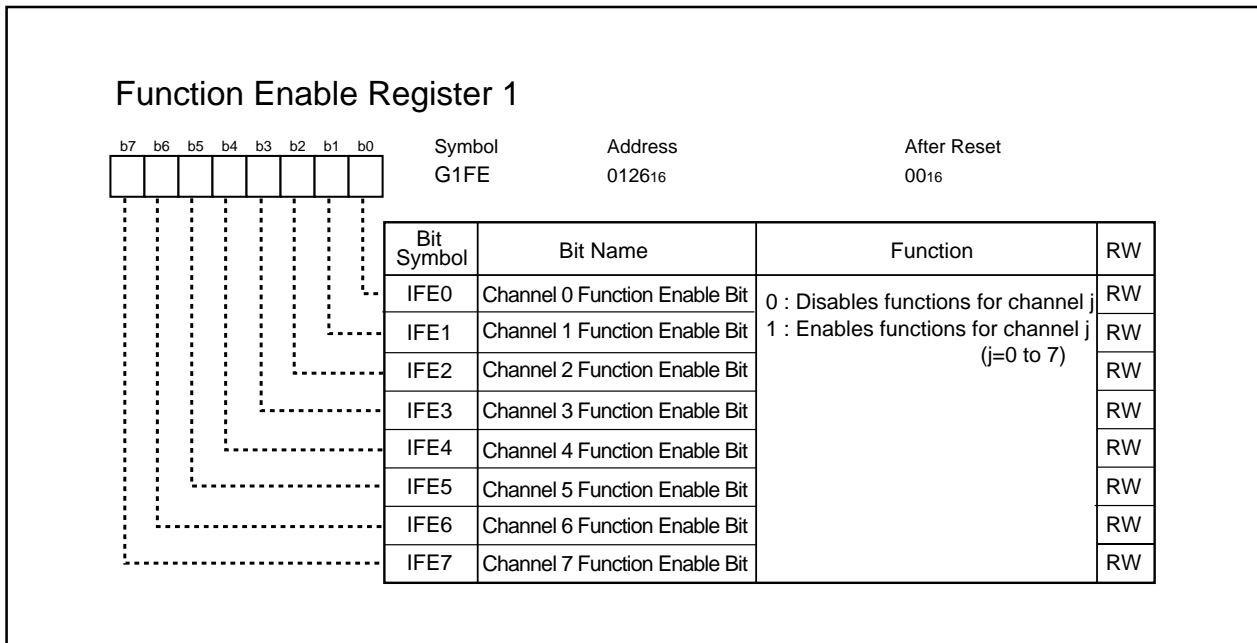 Function Enable Register 1
b7 b6 b5 b4 b3 b2 b1 b0
Symbol Address After Reset
G1FE 012616 0016
Bit Symbol Bit Name Function RW
IFE0 Channel 0 Function Enable Bit 0 : Disables functions for channel j RW
IFE1 Channel 1 Function Enable Bit 1 : Enables functions for channel j RW
(j=0 to 7)
IFE2 Channel 2 Function Enable Bit RW
IFE3 Channel 3 Function Enable Bit RW
IFE4 Channel 4 Function Enable Bit RW
IFE5 Channel 5 Function Enable Bit RW
IFE6 Channel 6 Function Enable Bit RW
IFE7 Channel 7 Function Enable Bit RW